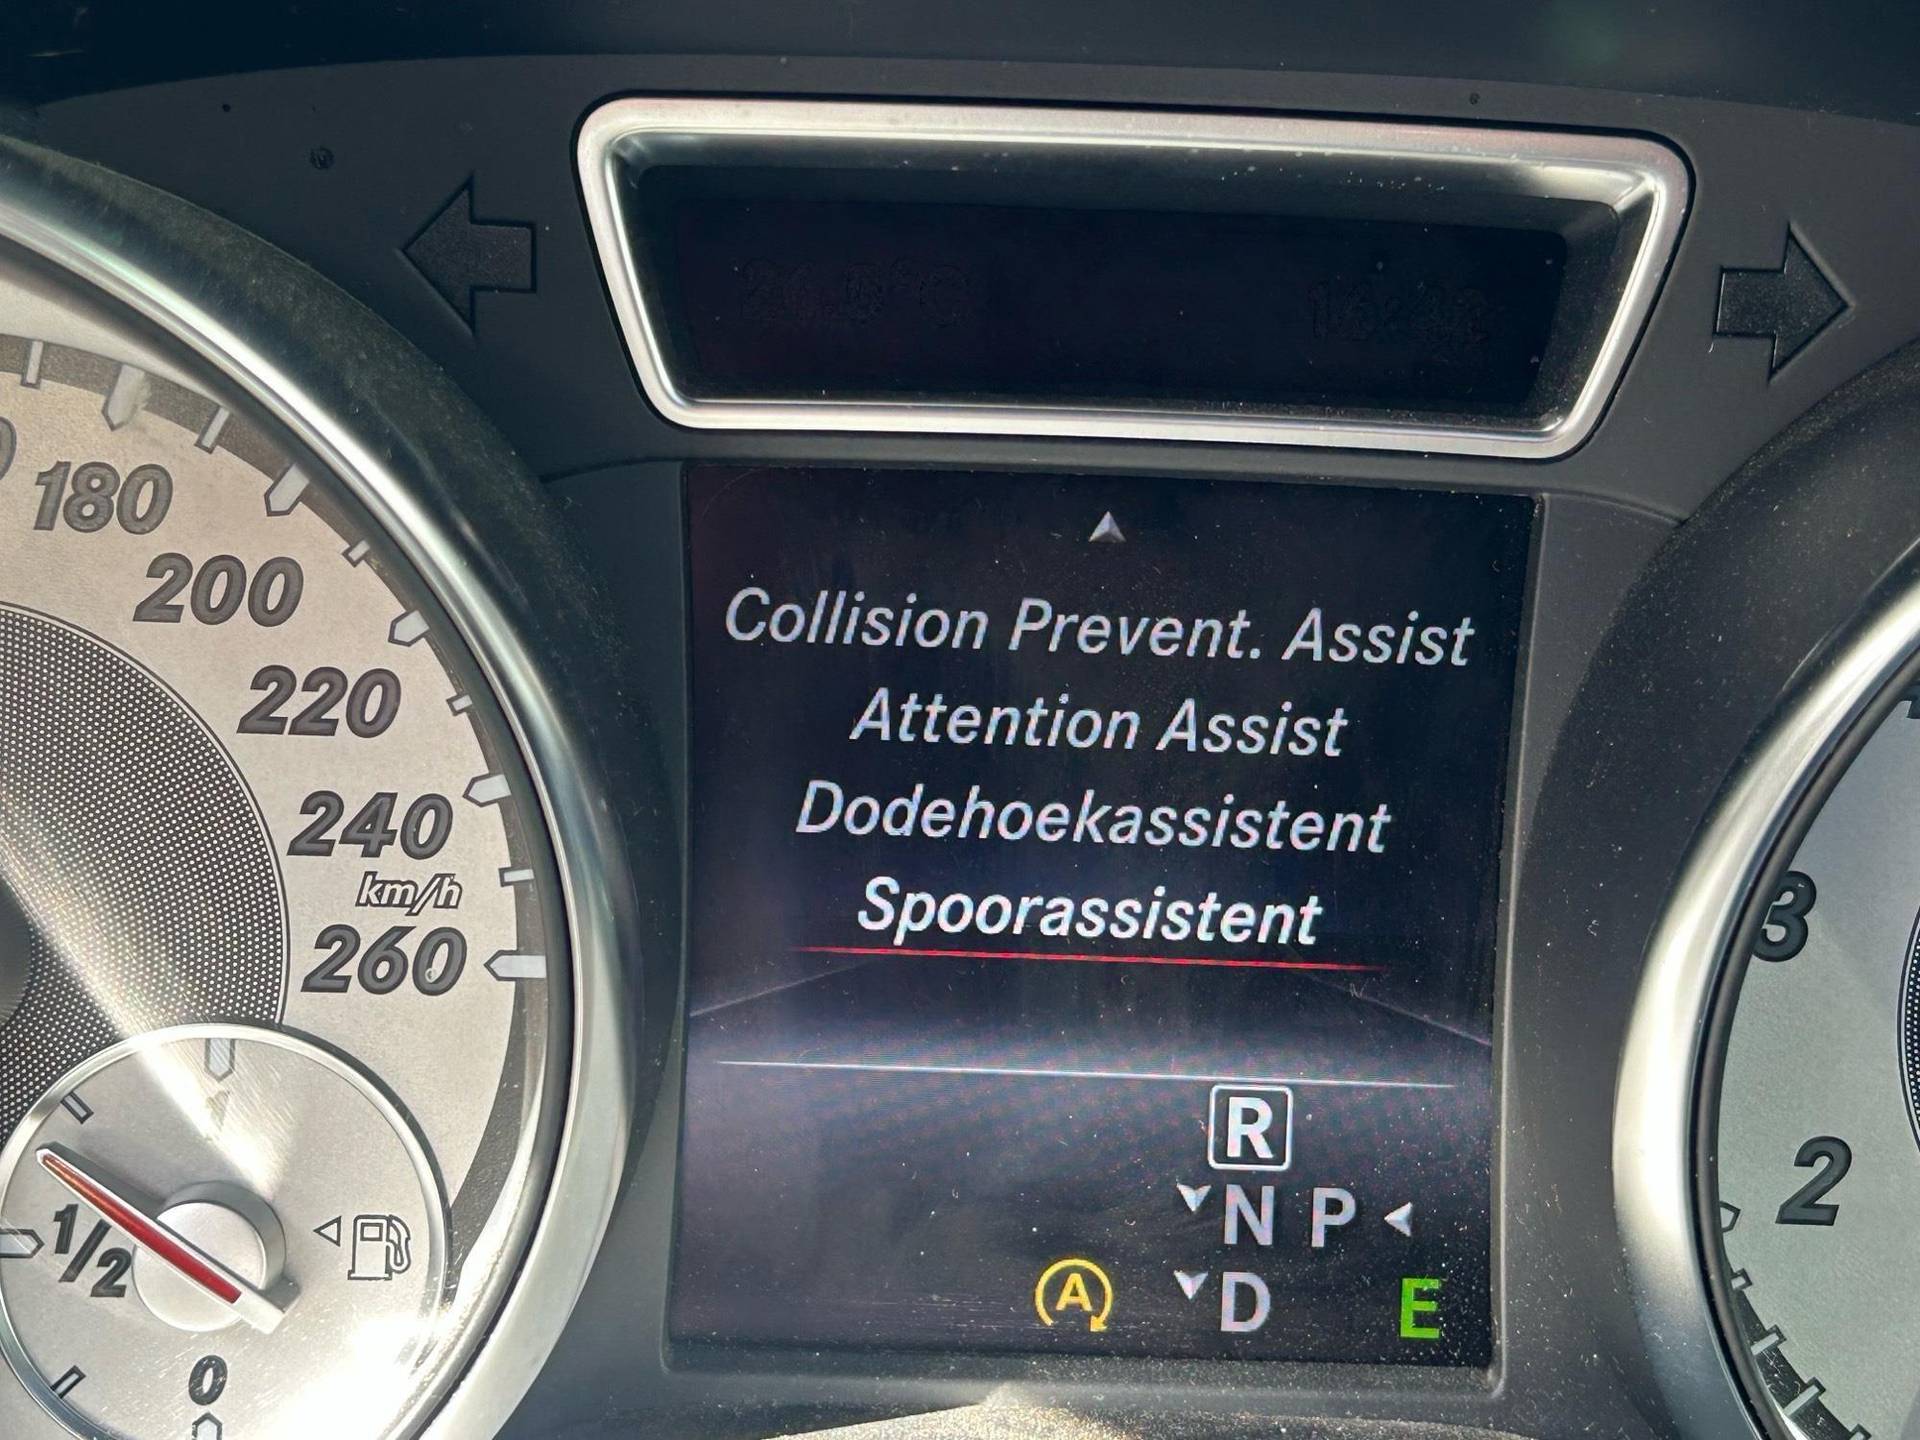 180
200
220
240
km/h
260
1/2
0
Collision Prevent. Assist
Attention Assist
Dodehoekassistent
Spoorassistent
R
N P
A D E
3
2